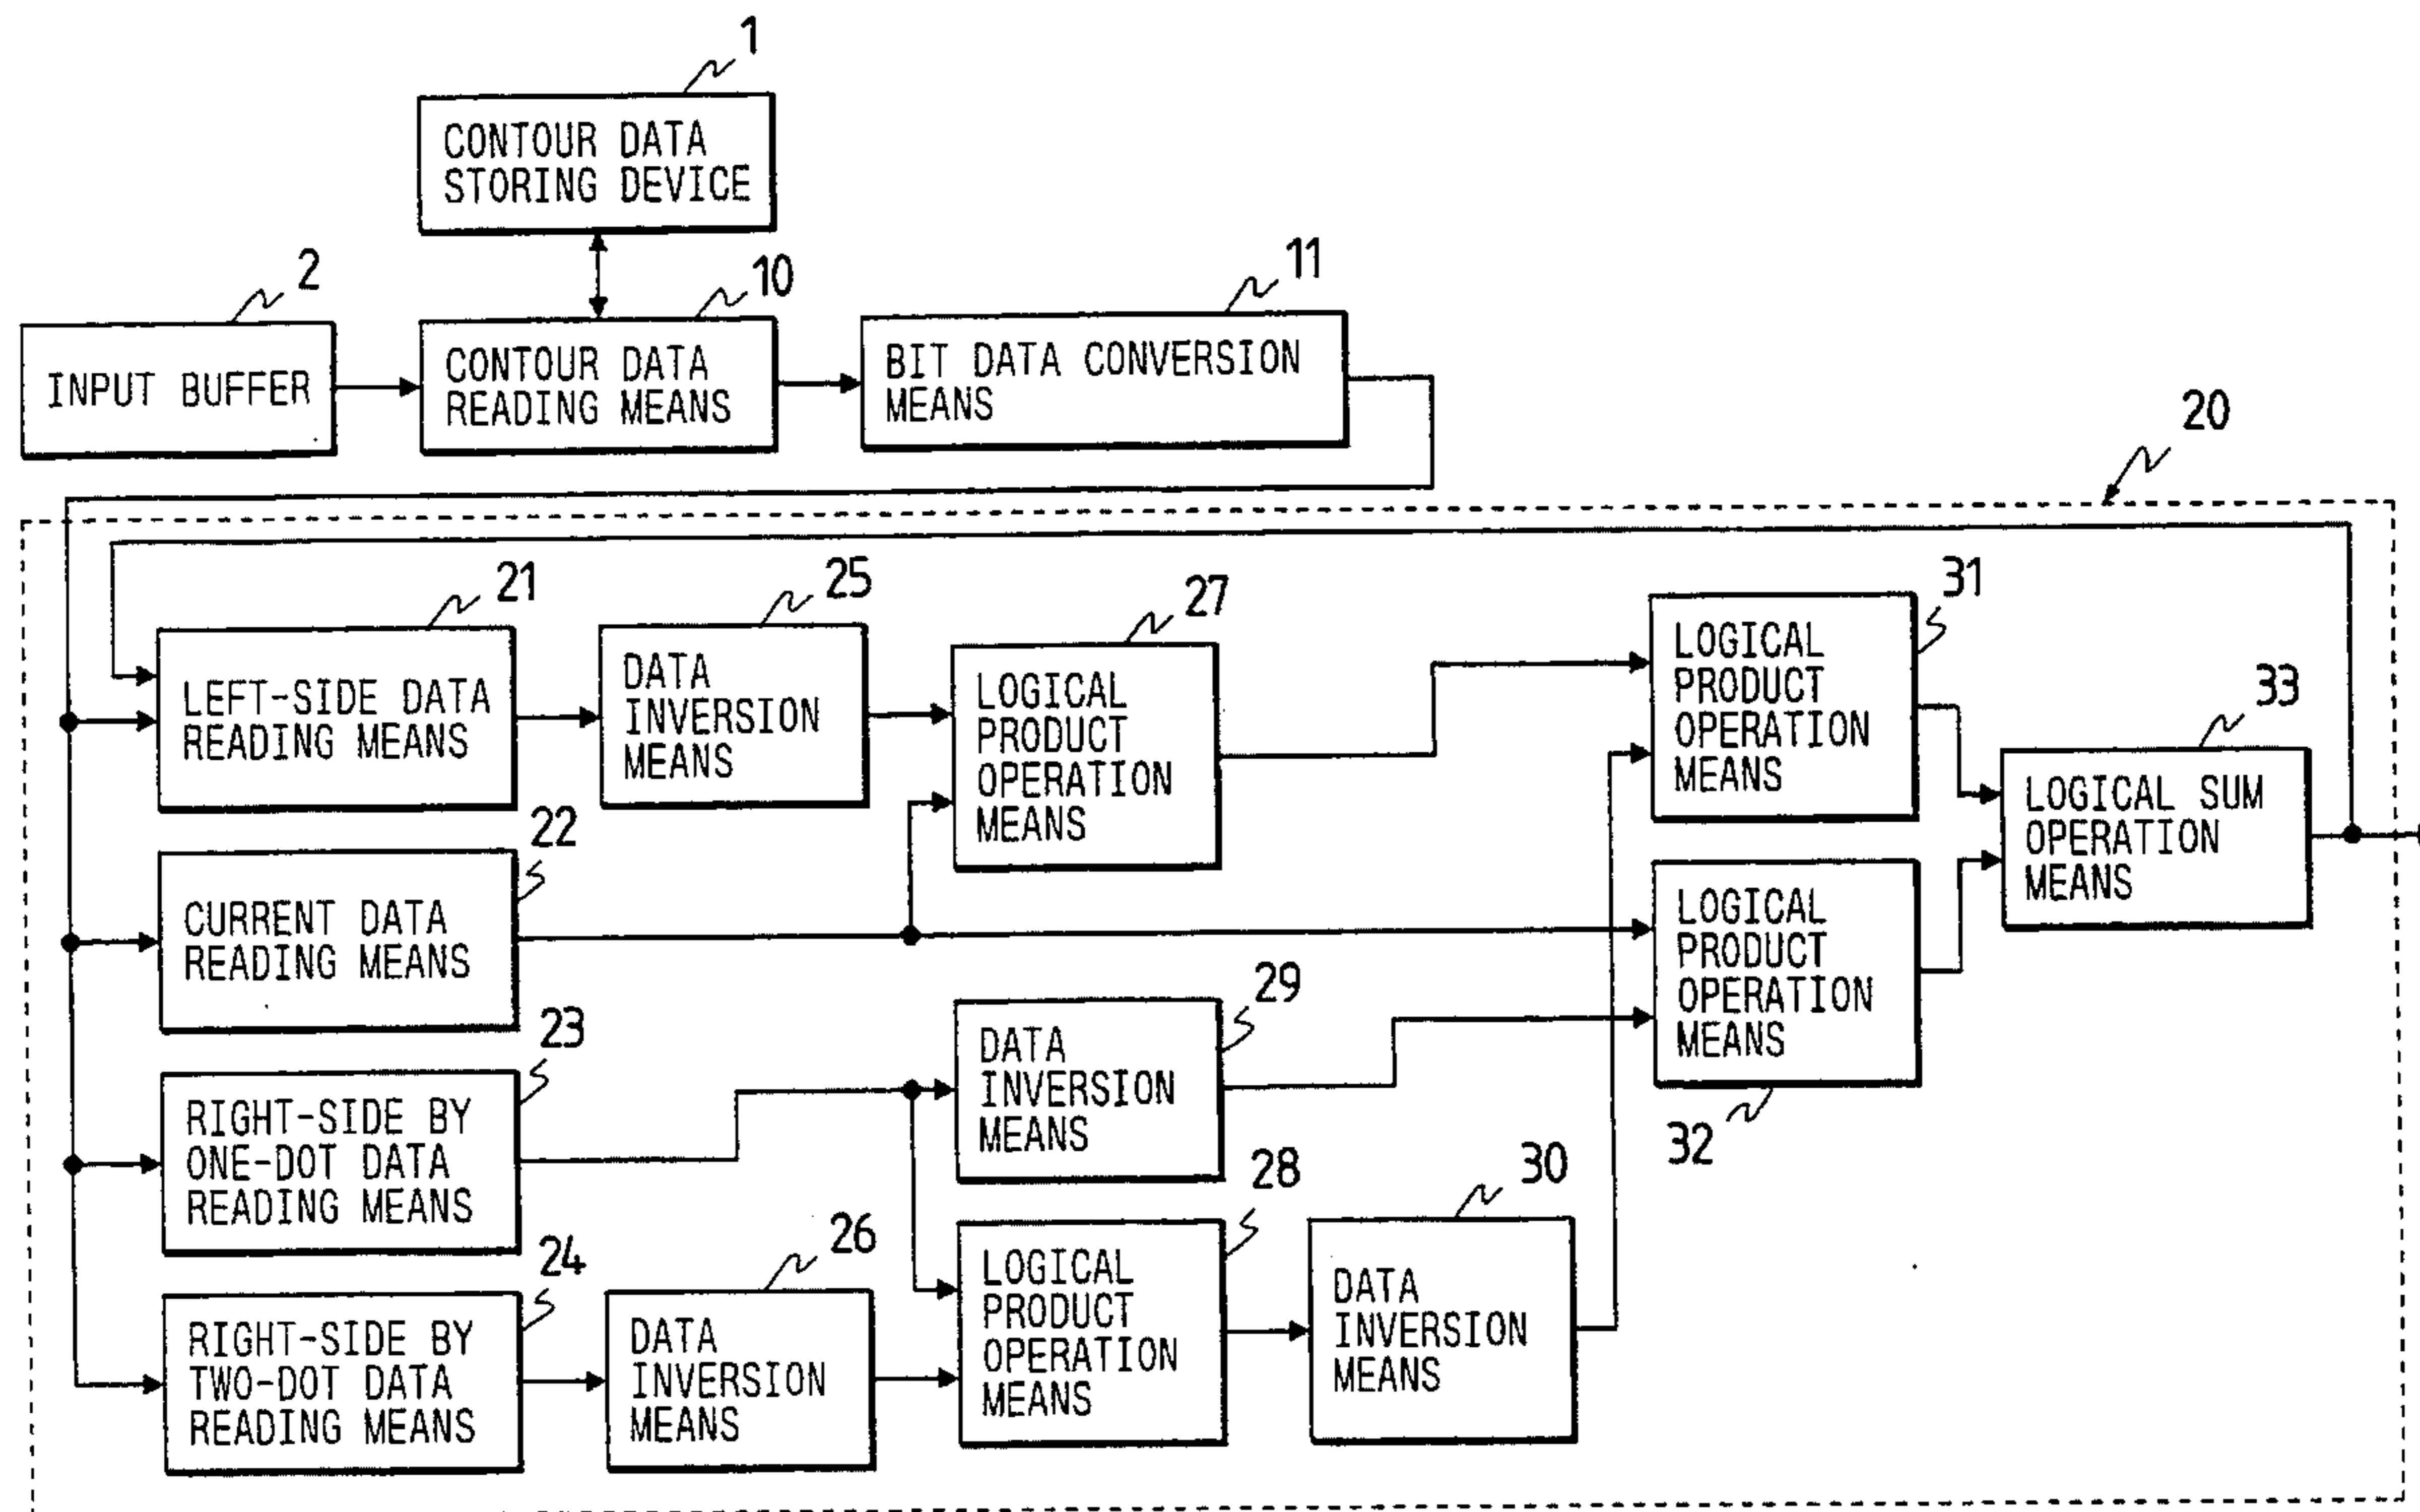 1
CONTOUR DATA
STORING DEVICE
2
INPUT BUFFER
10
CONTOUR DATA
READING MEANS
11
BIT DATA CONVERSION
MEANS
20
21
LEFT-SIDE DATA
READING MEANS
25
DATA
INVERSION
MEANS
27
LOGICAL
PRODUCT
OPERATION
MEANS
31
LOGICAL
PRODUCT
OPERATION
MEANS
33
LOGICAL SUM
OPERATION
MEANS
22
CURRENT DATA
READING MEANS
LOGICAL
PRODUCT
OPERATION
MEANS
32
23
RIGHT-SIDE BY
ONE-DOT DATA
READING MEANS
29
DATA
INVERSION
MEANS
24
RIGHT-SIDE BY
TWO-DOT DATA
READING MEANS
26
DATA
INVERSION
MEANS
28
LOGICAL
PRODUCT
OPERATION
MEANS
30
DATA
INVERSION
MEANS